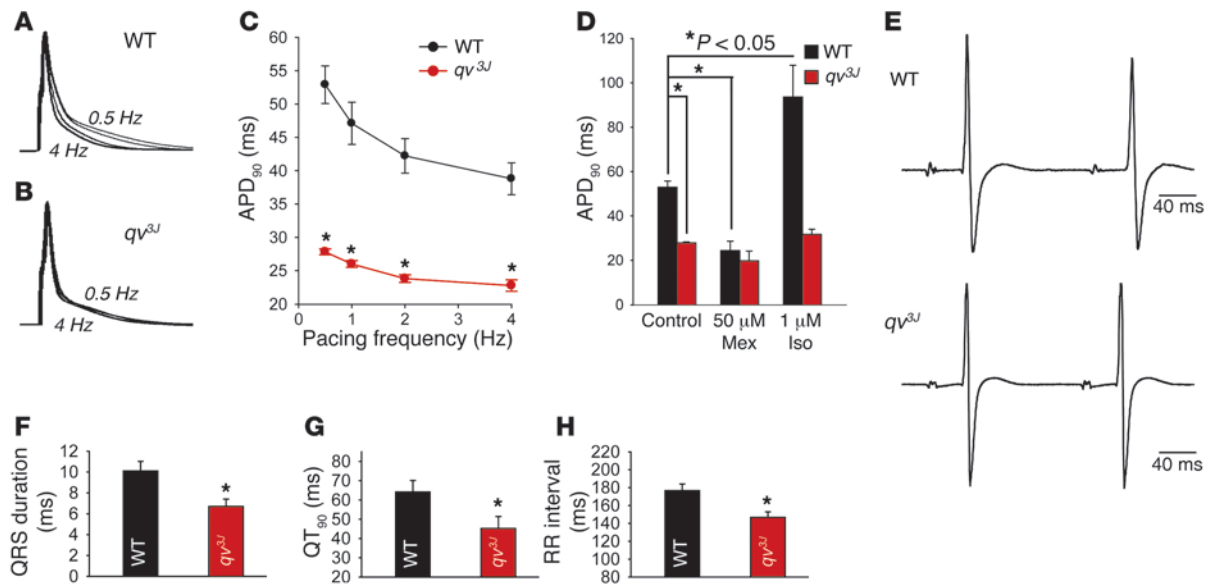 A
WT
0.5 Hz
4 Hz
B
qv3J
0.5 Hz
4 Hz
C
WT
qv3J
APD90 (ms)
60
55
50
45
40
35
30
25
20
* * * *
0 1 2 3 4
Pacing frequency (Hz)
D
*P < 0.05
*
*
WT
qv3J
APD90 (ms)
120
100
80
60
40
20
0
Control 50 μM Mex 1 μM Iso
E
WT
40 ms
qv3J
40 ms
F
QRS duration (ms)
12
10
8
6
4
2
0
WT
*
qv3J
G
QT90 (ms)
80
70
60
50
40
30
20
WT
*
qv3J
H
RR interval (ms)
220
200
180
160
140
120
100
80
WT
*
qv3J